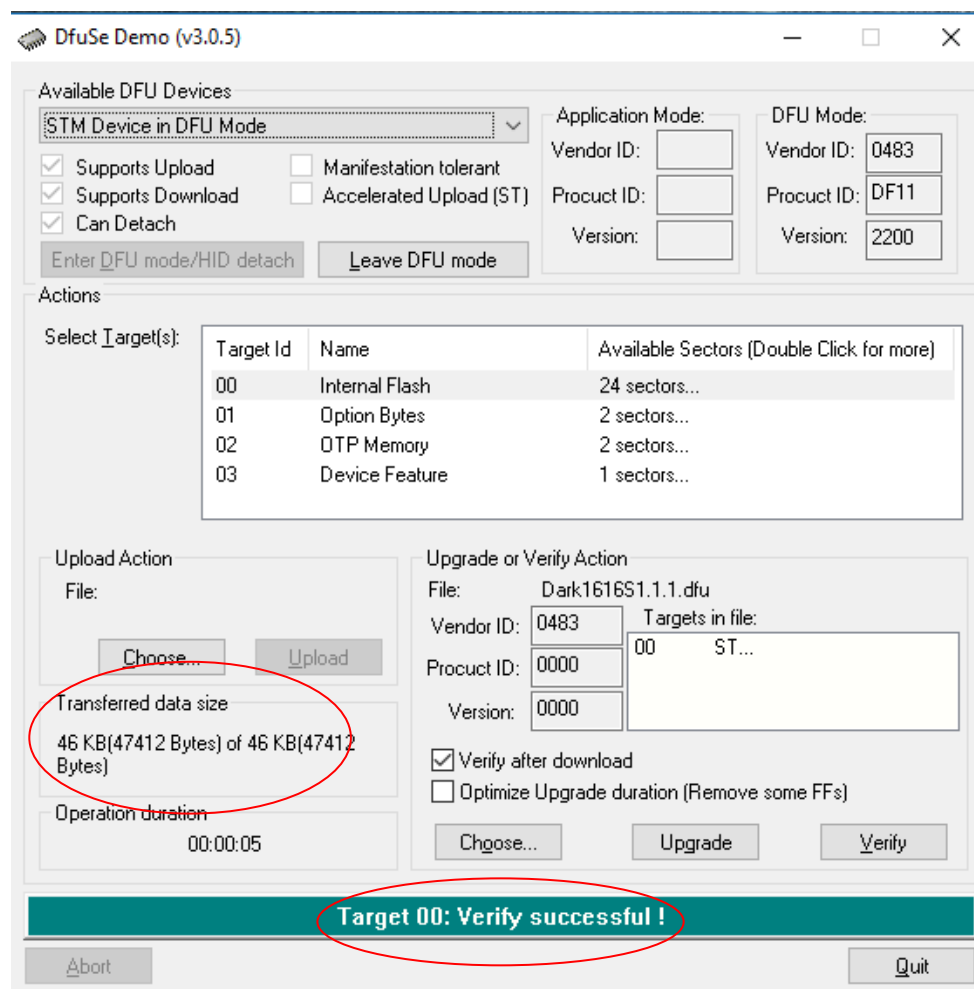 DfuSe Demo (v3.0.5)
Available DFU Devices
STM Device in DFU Mode
Supports Upload
Manifestation tolerant
Supports Download
Accelerated Upload (ST)
Can Detach
Enter DFU mode/HID detach
Leave DFU mode
Application Mode:
Vendor ID:
Procuct ID:
Version:
DFU Mode:
Vendor ID: 0483
Procuct ID: DF11
Version: 2200
Actions
Select Target(s):
Target Id Name Available Sectors (Double Click for more)
00 Internal Flash 24 sectors...
01 Option Bytes 2 sectors...
02 OTP Memory 2 sectors...
03 Device Feature 1 sectors...
Upload Action
File:
Choose... Upload
Transferred data size
46 KB(47412 Bytes) of 46 KB(47412
Bytes)
Operation duration
00:00:05
Upgrade or Verify Action
File: Dark1616S1.1.1.dfu
Vendor ID: 0483
Procuct ID: 0000
Version: 0000
Targets in file:
00 ST...
Verify after download
Optimize Upgrade duration (Remove some FFs)
Choose... Upgrade Verify
Target 00: Verify successful !
Abort Quit